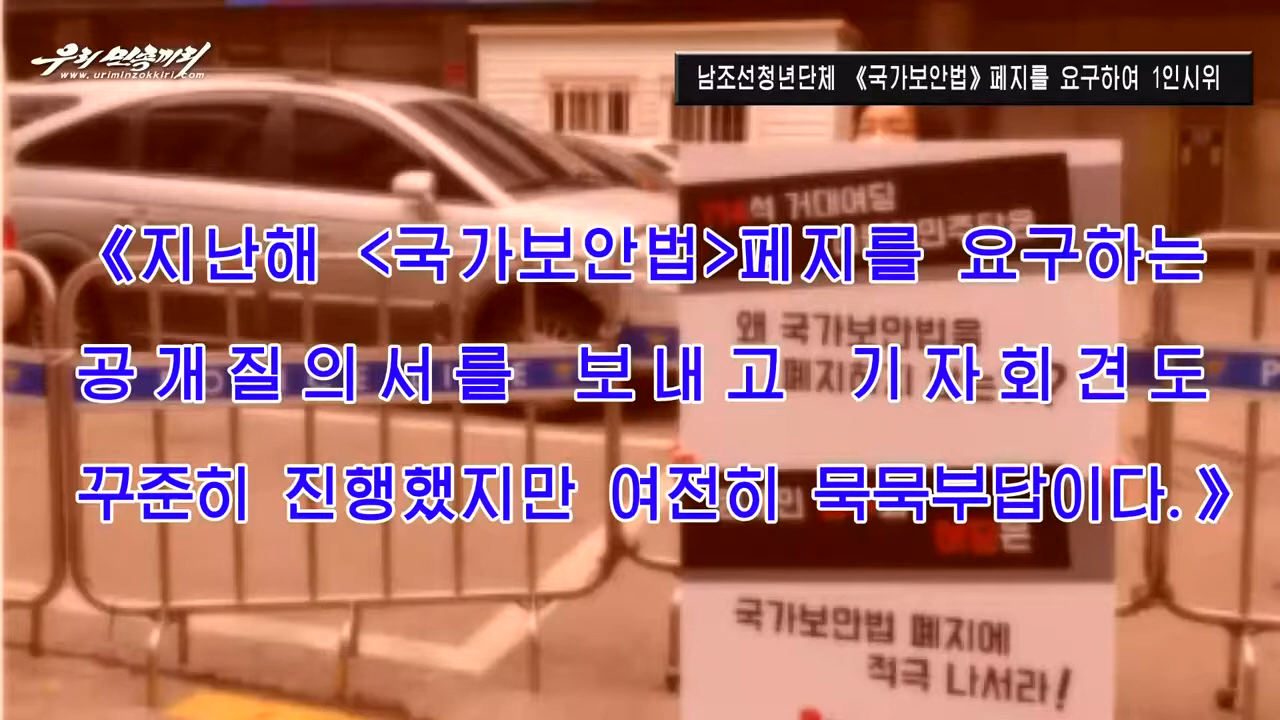 우리민족끼리
www.uriminzokkiri.com
남조선청년단체 《국가보안법》폐지를 요구하여 1인시위
《지난해 <국가보안법>폐지를 요구하는
공개질의서를 보내고 기자회견도
꾸준히 진행했지만 여전히 묵묵부답이다.》
석 거대여당
왜 국가보안법을
국가보안법 폐지에
적극 나서라!